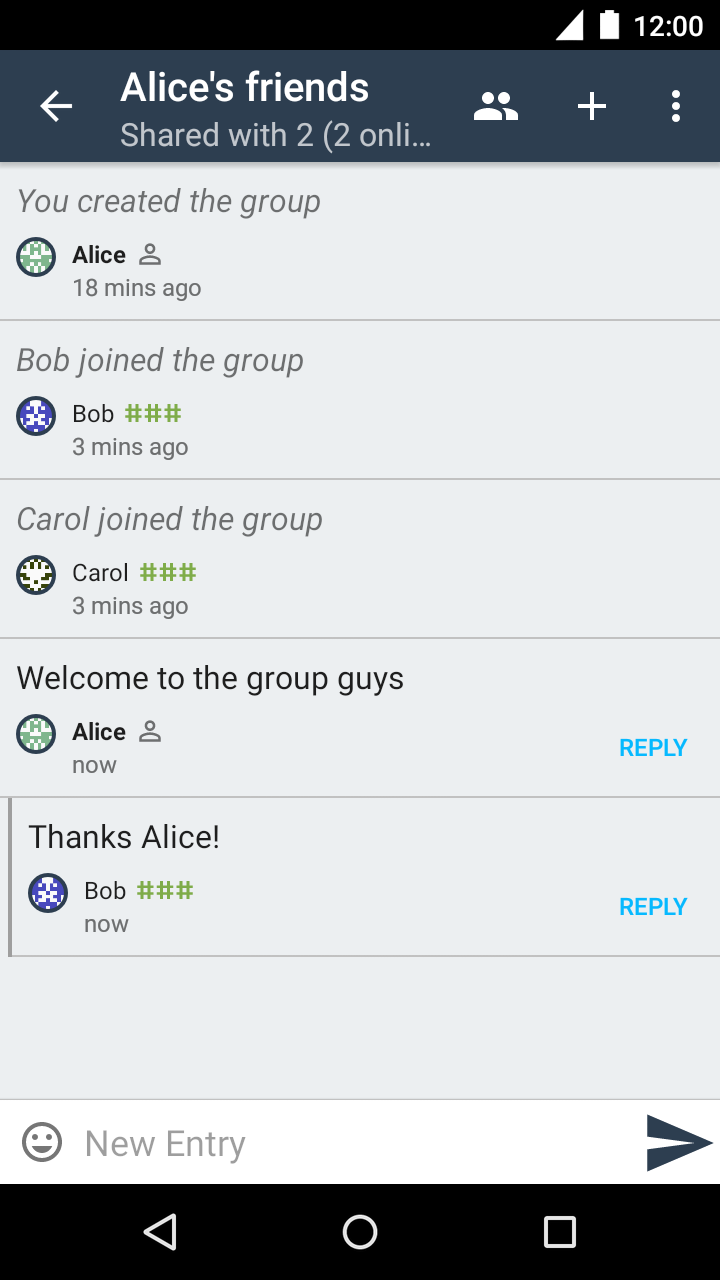 12:00
Alice's friends
Shared with 2 (2 onli...
You created the group
Alice
18 mins ago
Bob joined the group
Bob ###
3 mins ago
Carol joined the group
Carol ###
3 mins ago
Welcome to the group guys
Alice
now
REPLY
Thanks Alice!
Bob ###
now
REPLY
New Entry